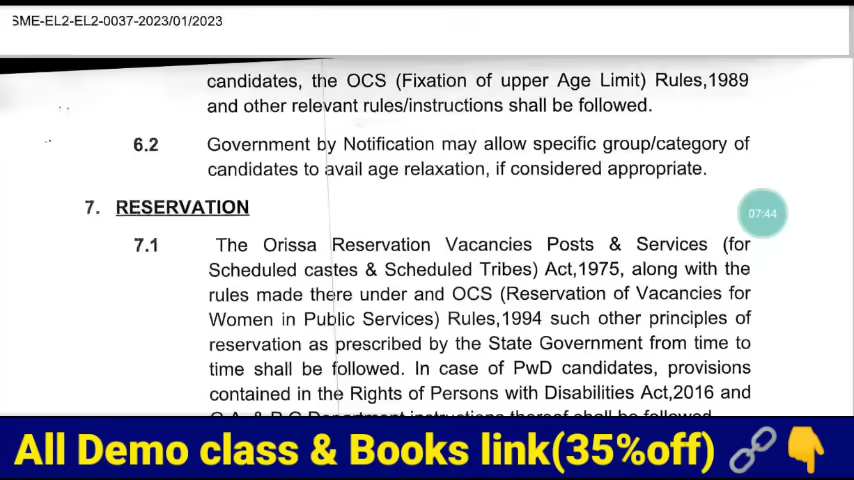 SME-EL2-EL2-0037-2023/01/2023
candidates, the OCS (Fixation of upper Age Limit) Rules,1989
and other relevant rules/instructions shall be followed.
6.2 Government by Notification may allow specific group/category of
candidates to avail age relaxation, if considered appropriate.
7. RESERVATION
07:44
7.1 The Orissa Reservation Vacancies Posts & Services (for
Scheduled castes & Scheduled Tribes) Act,1975, along with the
rules made there under and OCS (Reservation of Vacancies for
Women in Public Services) Rules,1994 such other principles of
reservation as prescribed by the State Government from time to
time shall be followed. In case of PwD candidates, provisions
contained in the Rights of Persons with Disabilities Act,2016 and
G.A. & P.G Department instructions thereof shall be followed
All Demo class & Books link(35%off) 🔗👇